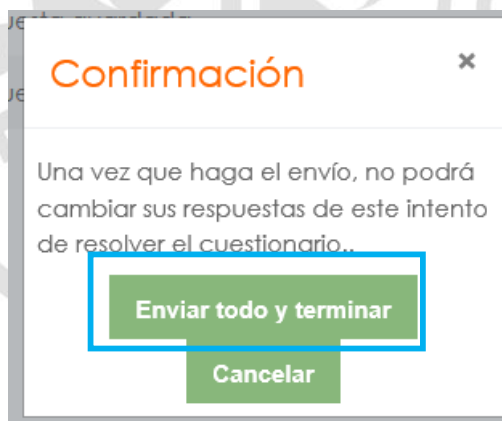 Confirmación
×
Una vez que haga el envío, no podrá
cambiar sus respuestas de este intento
de resolver el cuestionario..
Enviar todo y terminar
Cancelar